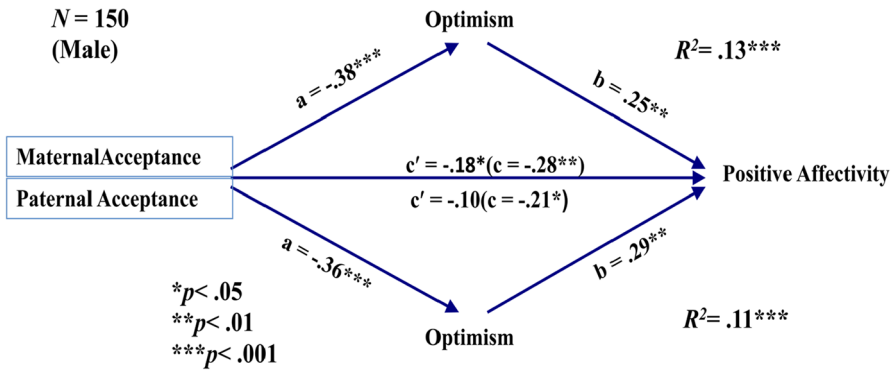 N = 150
(Male)
Optimism
R²= .13***
a = -.38***
b = .25**
MaternalAcceptance
c′ = -.18*(c = -.28**)
Positive Affectivity
Paternal Acceptance
c′ = -.10(c = -.21*)
a = -.36***
b = .29**
*p< .05
**p< .01
***p< .001
Optimism
R²= .11***